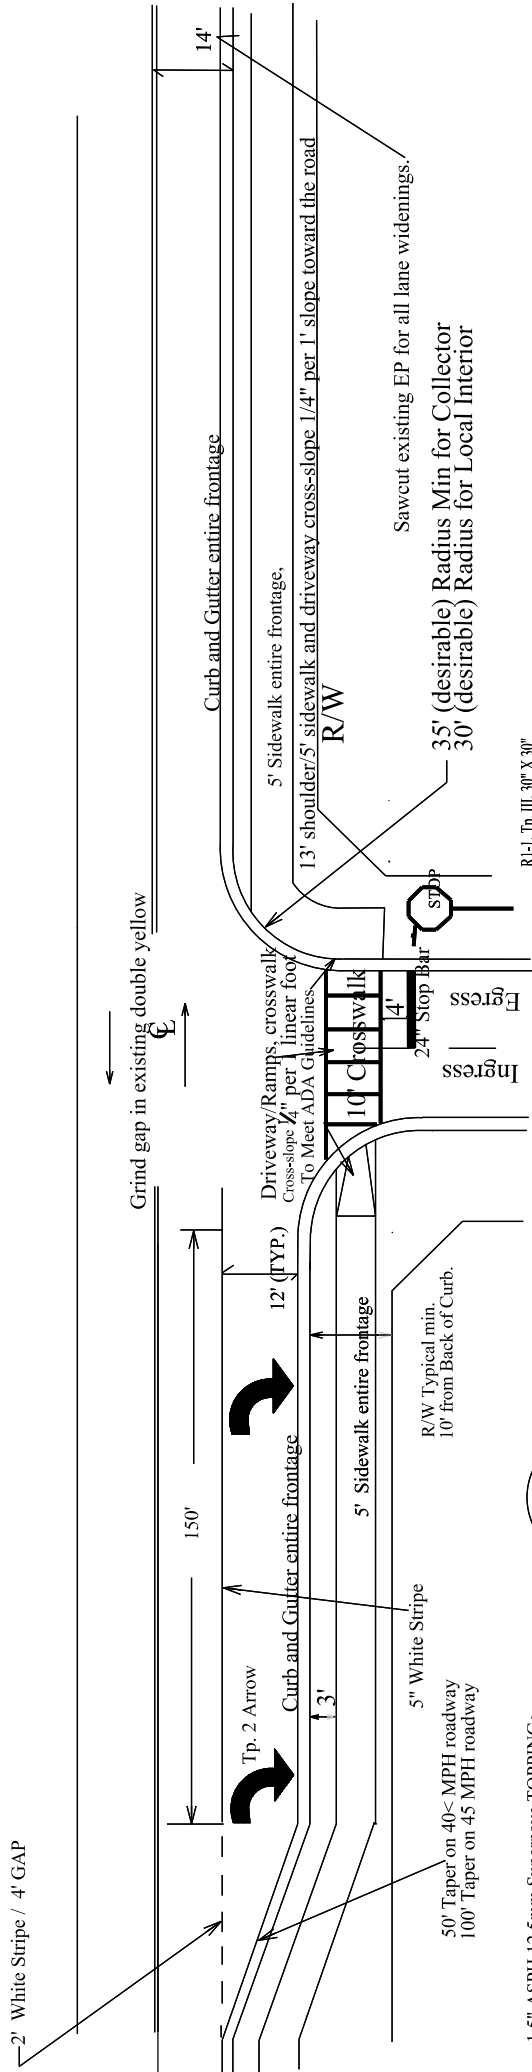 2' White Stripe / 4' GAP
150'
Tp. 2 Arrow
Curb and Gutter entire frontage
3'
5" White Stripe
50' Taper on 40< MPH roadway
100' Taper on 45 MPH roadway
12' (TYP.)
5' Sidewalk entire frontage
R/W Typical min.
10' from Back of Curb.
Grind gap in existing double yellow
CL
Driveway/Ramps, crosswalk
Cross-slope ¼" per 1 linear foot
To Meet ADA Guidelines
10' Crosswalk
4'
24" Stop Bar
Ingress
Egress
STOP
R1-1, Tp. III, 30" X 30"
Curb and Gutter entire frontage
5' Sidewalk entire frontage,
13' shoulder/5' sidewalk and driveway cross-slope 1/4" per 1' slope toward the road
R/W
35' (desirable) Radius Min for Collector
30' (desirable) Radius for Local Interior
Sawcut existing EP for all lane widenings.
14'